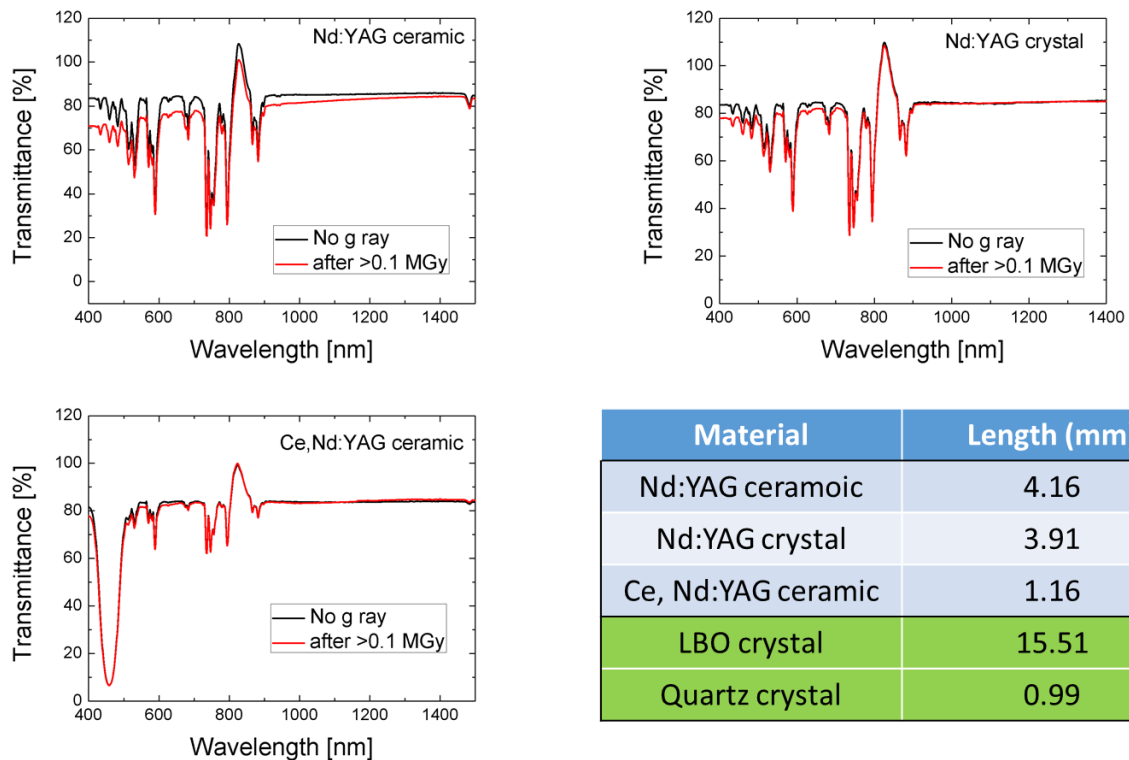 Nd:YAG ceramic
Transmittance [%]
120
100
80
60
40
20
0
No g ray
after >0.1 MGy
400 600 800 1000 1200 1400
Wavelength [nm]
Nd:YAG crystal
Transmittance [%]
120
100
80
60
40
20
0
No g ray
after >0.1 MGy
400 600 800 1000 1200 1400
Wavelength [nm]
Ce,Nd:YAG ceramic
Transmittance [%]
120
100
80
60
40
20
0
No g ray
after >0.1 MGy
400 600 800 1000 1200 1400
Wavelength [nm]
Material Length (mm
Nd:YAG ceramoic 4.16
Nd:YAG crystal 3.91
Ce, Nd:YAG ceramic 1.16
LBO crystal 15.51
Quartz crystal 0.99